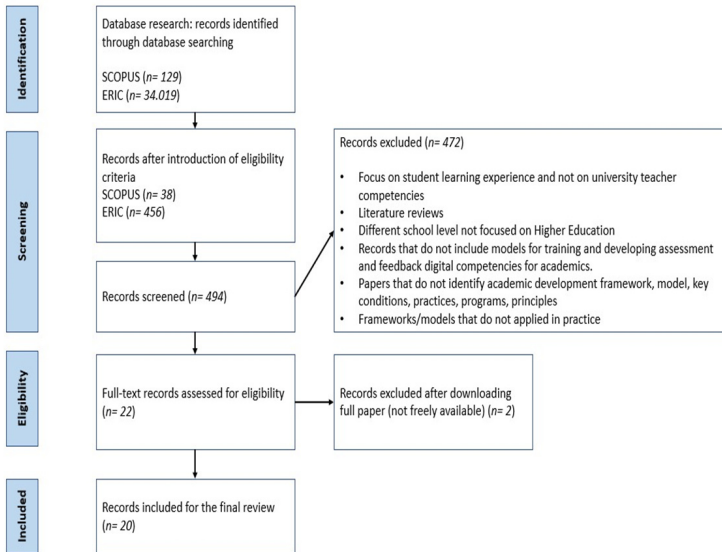 Identification
Database research: records identified
through database searching
SCOPUS (n= 129)
ERIC (n= 34.019)
Screening
Records after introduction of eligibility
criteria
SCOPUS (n= 38)
ERIC (n= 456)
Records screened (n= 494)
Records excluded (n= 472)
• Focus on student learning experience and not on university teacher
competencies
• Literature reviews
• Different school level not focused on Higher Education
• Records that do not include models for training and developing assessment
and feedback digital competencies for academics.
• Papers that do not identify academic development framework, model, key
conditions, practices, programs, principles
• Frameworks/models that do not applied in practice
Eligibility
Full-text records assessed for eligibility
(n= 22)
Records excluded after downloading
full paper (not freely available) (n= 2)
Included
Records included for the final review
(n= 20)